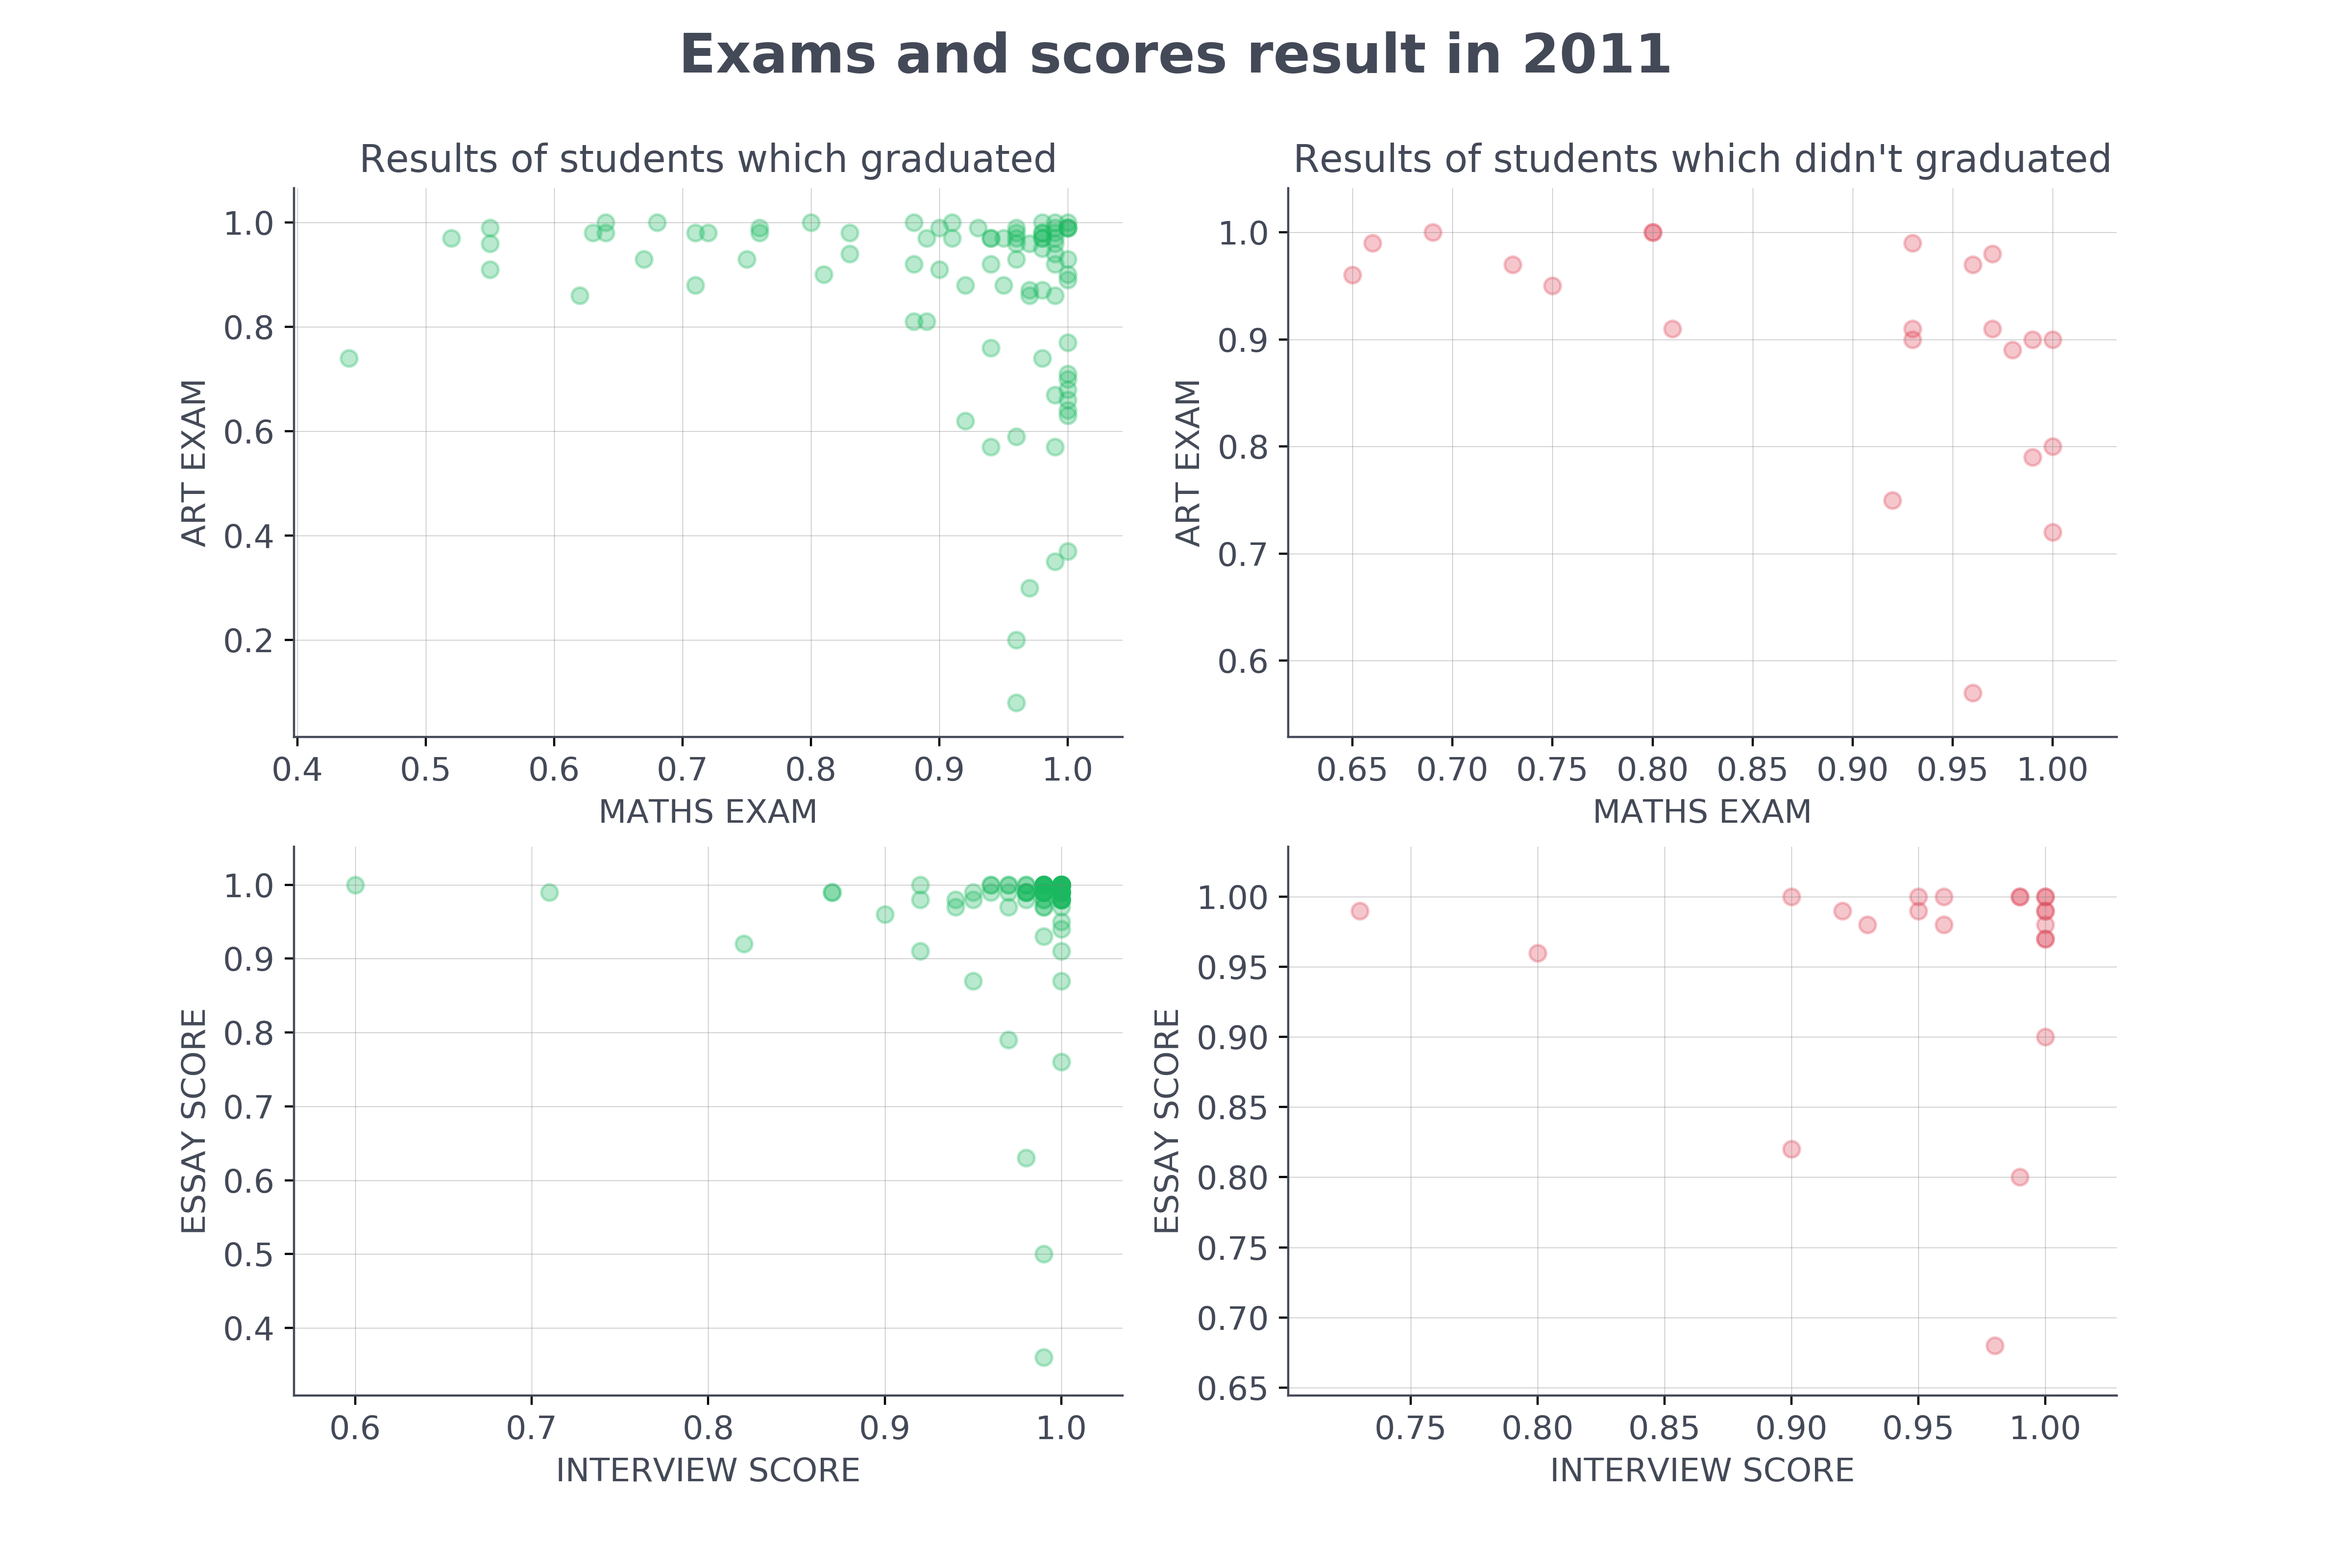 Exams and scores result in 2011
Results of students which graduated
1.0
0.8
0.6
0.4
0.2
ART EXAM
0.4 0.5 0.6 0.7 0.8 0.9 1.0
MATHS EXAM
Results of students which didn't graduated
1.0
0.9
0.8
0.7
0.6
ART EXAM
0.65 0.70 0.75 0.80 0.85 0.90 0.95 1.00
MATHS EXAM
1.0
0.9
0.8
0.7
0.6
0.5
0.4
ESSAY SCORE
0.6 0.7 0.8 0.9 1.0
INTERVIEW SCORE
1.00
0.95
0.90
0.85
0.80
0.75
0.70
0.65
ESSAY SCORE
0.75 0.80 0.85 0.90 0.95 1.00
INTERVIEW SCORE